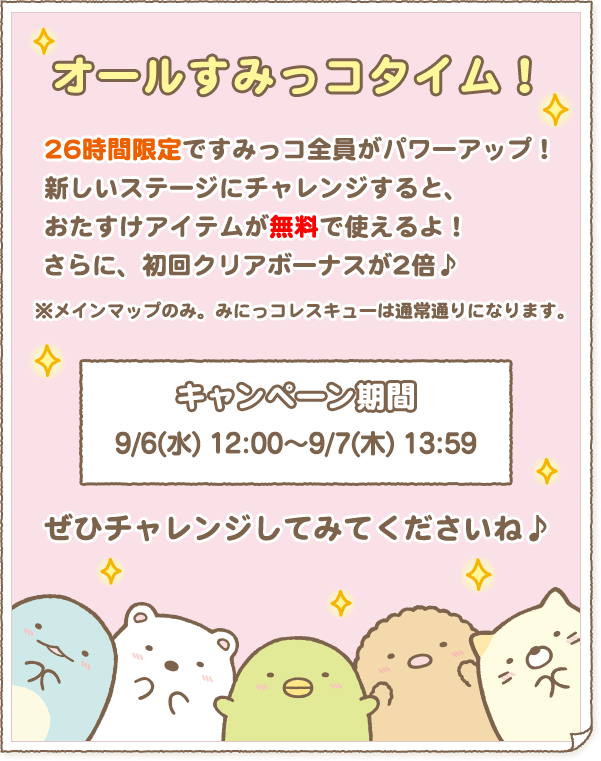 オールすみっコタイム！
26時間限定ですみっコ全員がパワーアップ！
新しいステージにチャレンジすると、
おたすけアイテムが無料で使えるよ！
さらに、初回クリアボーナスが2倍♪
※メインマップのみ。みにっコレスキューは通常通りになります。
キャンペーン期間
9/6(水) 12:00～9/7(木) 13:59
ぜひチャレンジしてみてくださいね♪